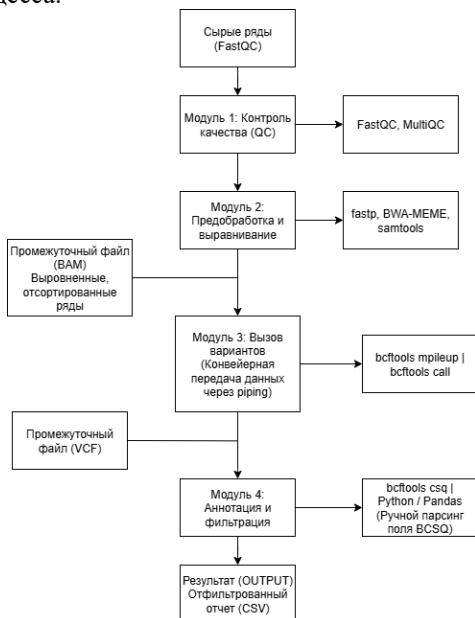 цесса.
Сырые ряды
(FastQC)
Модуль 1: Контроль
качества (QC)
FastQC, MultiQC
Модуль 2:
Предобработка и
выравнивание
fastp, BWA-MEME,
samtools
Промежуточный файл
(BAM)
Выровненные,
отсортированные
ряды
Модуль 3: Вызов
вариантов
(Конвейерная
передача данных
через piping)
bcftools mpileup |
bcftools call
Промежуточный
файл (VCF)
Модуль 4:
Аннотация и
фильтрация
bcftools csq |
Python / Pandas
(Ручной парсинг
поля BCSQ)
Результат (OUTPUT)
Отфильтрованный
отчет (CSV)